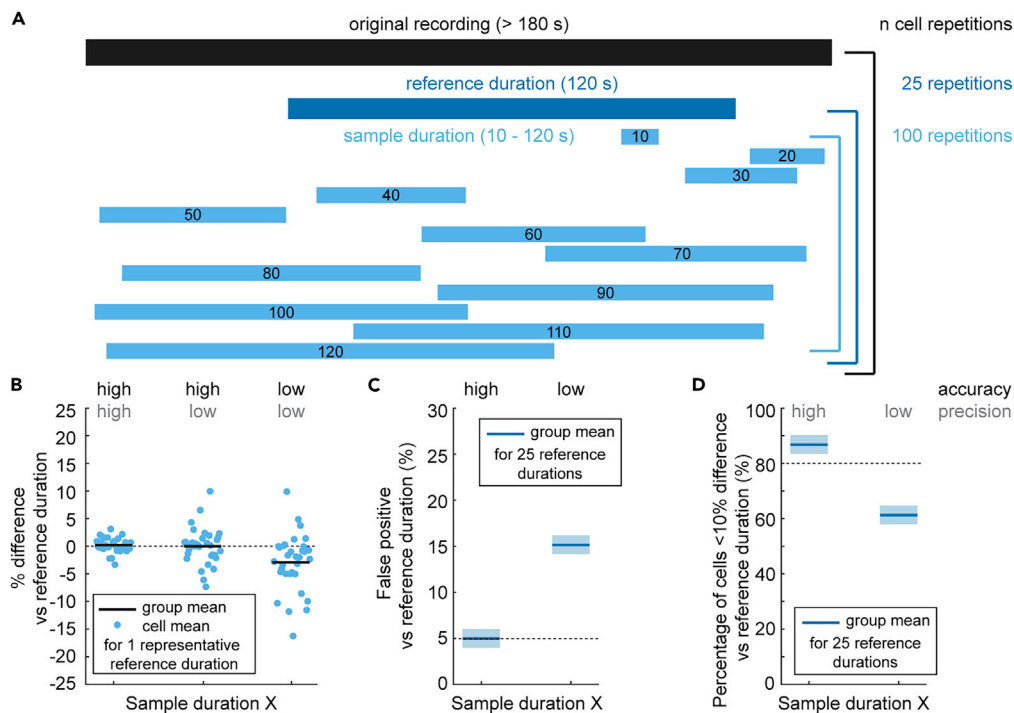 A
original recording (> 180 s)
n cell repetitions
reference duration (120 s)
25 repetitions
sample duration (10 - 120 s)
100 repetitions
10
20
30
40
50
60
70
80
90
100
110
120
B
high high low
high low low
25
20
15
10
5
0
-5
-10
-15
-20
-25
% difference
vs reference duration
group mean
cell mean
for 1 representative
reference duration
Sample duration X
C
high low
30
25
20
15
10
5
0
False positive
vs reference duration (%)
group mean
for 25 reference
durations
Sample duration X
D
accuracy
high low precision
100
80
60
40
20
0
Percentage of cells <10% difference
vs reference duration (%)
group mean
for 25 reference
durations
Sample duration X